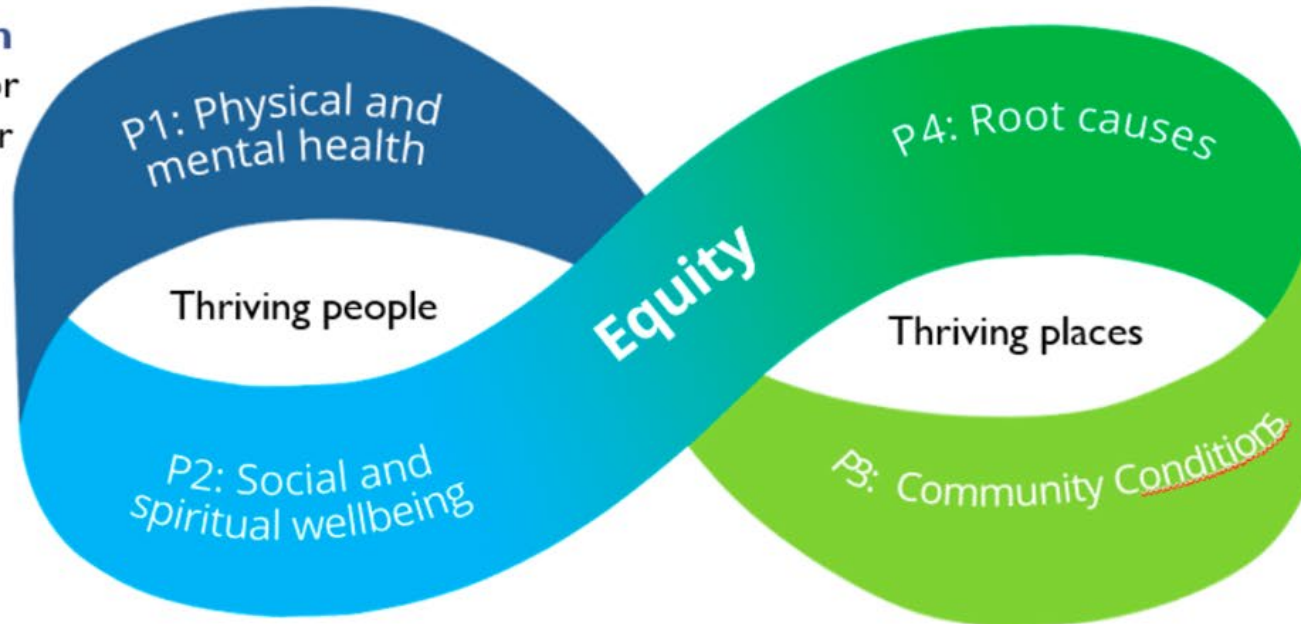 P1: Physical and
mental health
Thriving people
P2: Social and
spiritual wellbeing
Equity
P4: Root causes
Thriving places
P3: Community Conditions